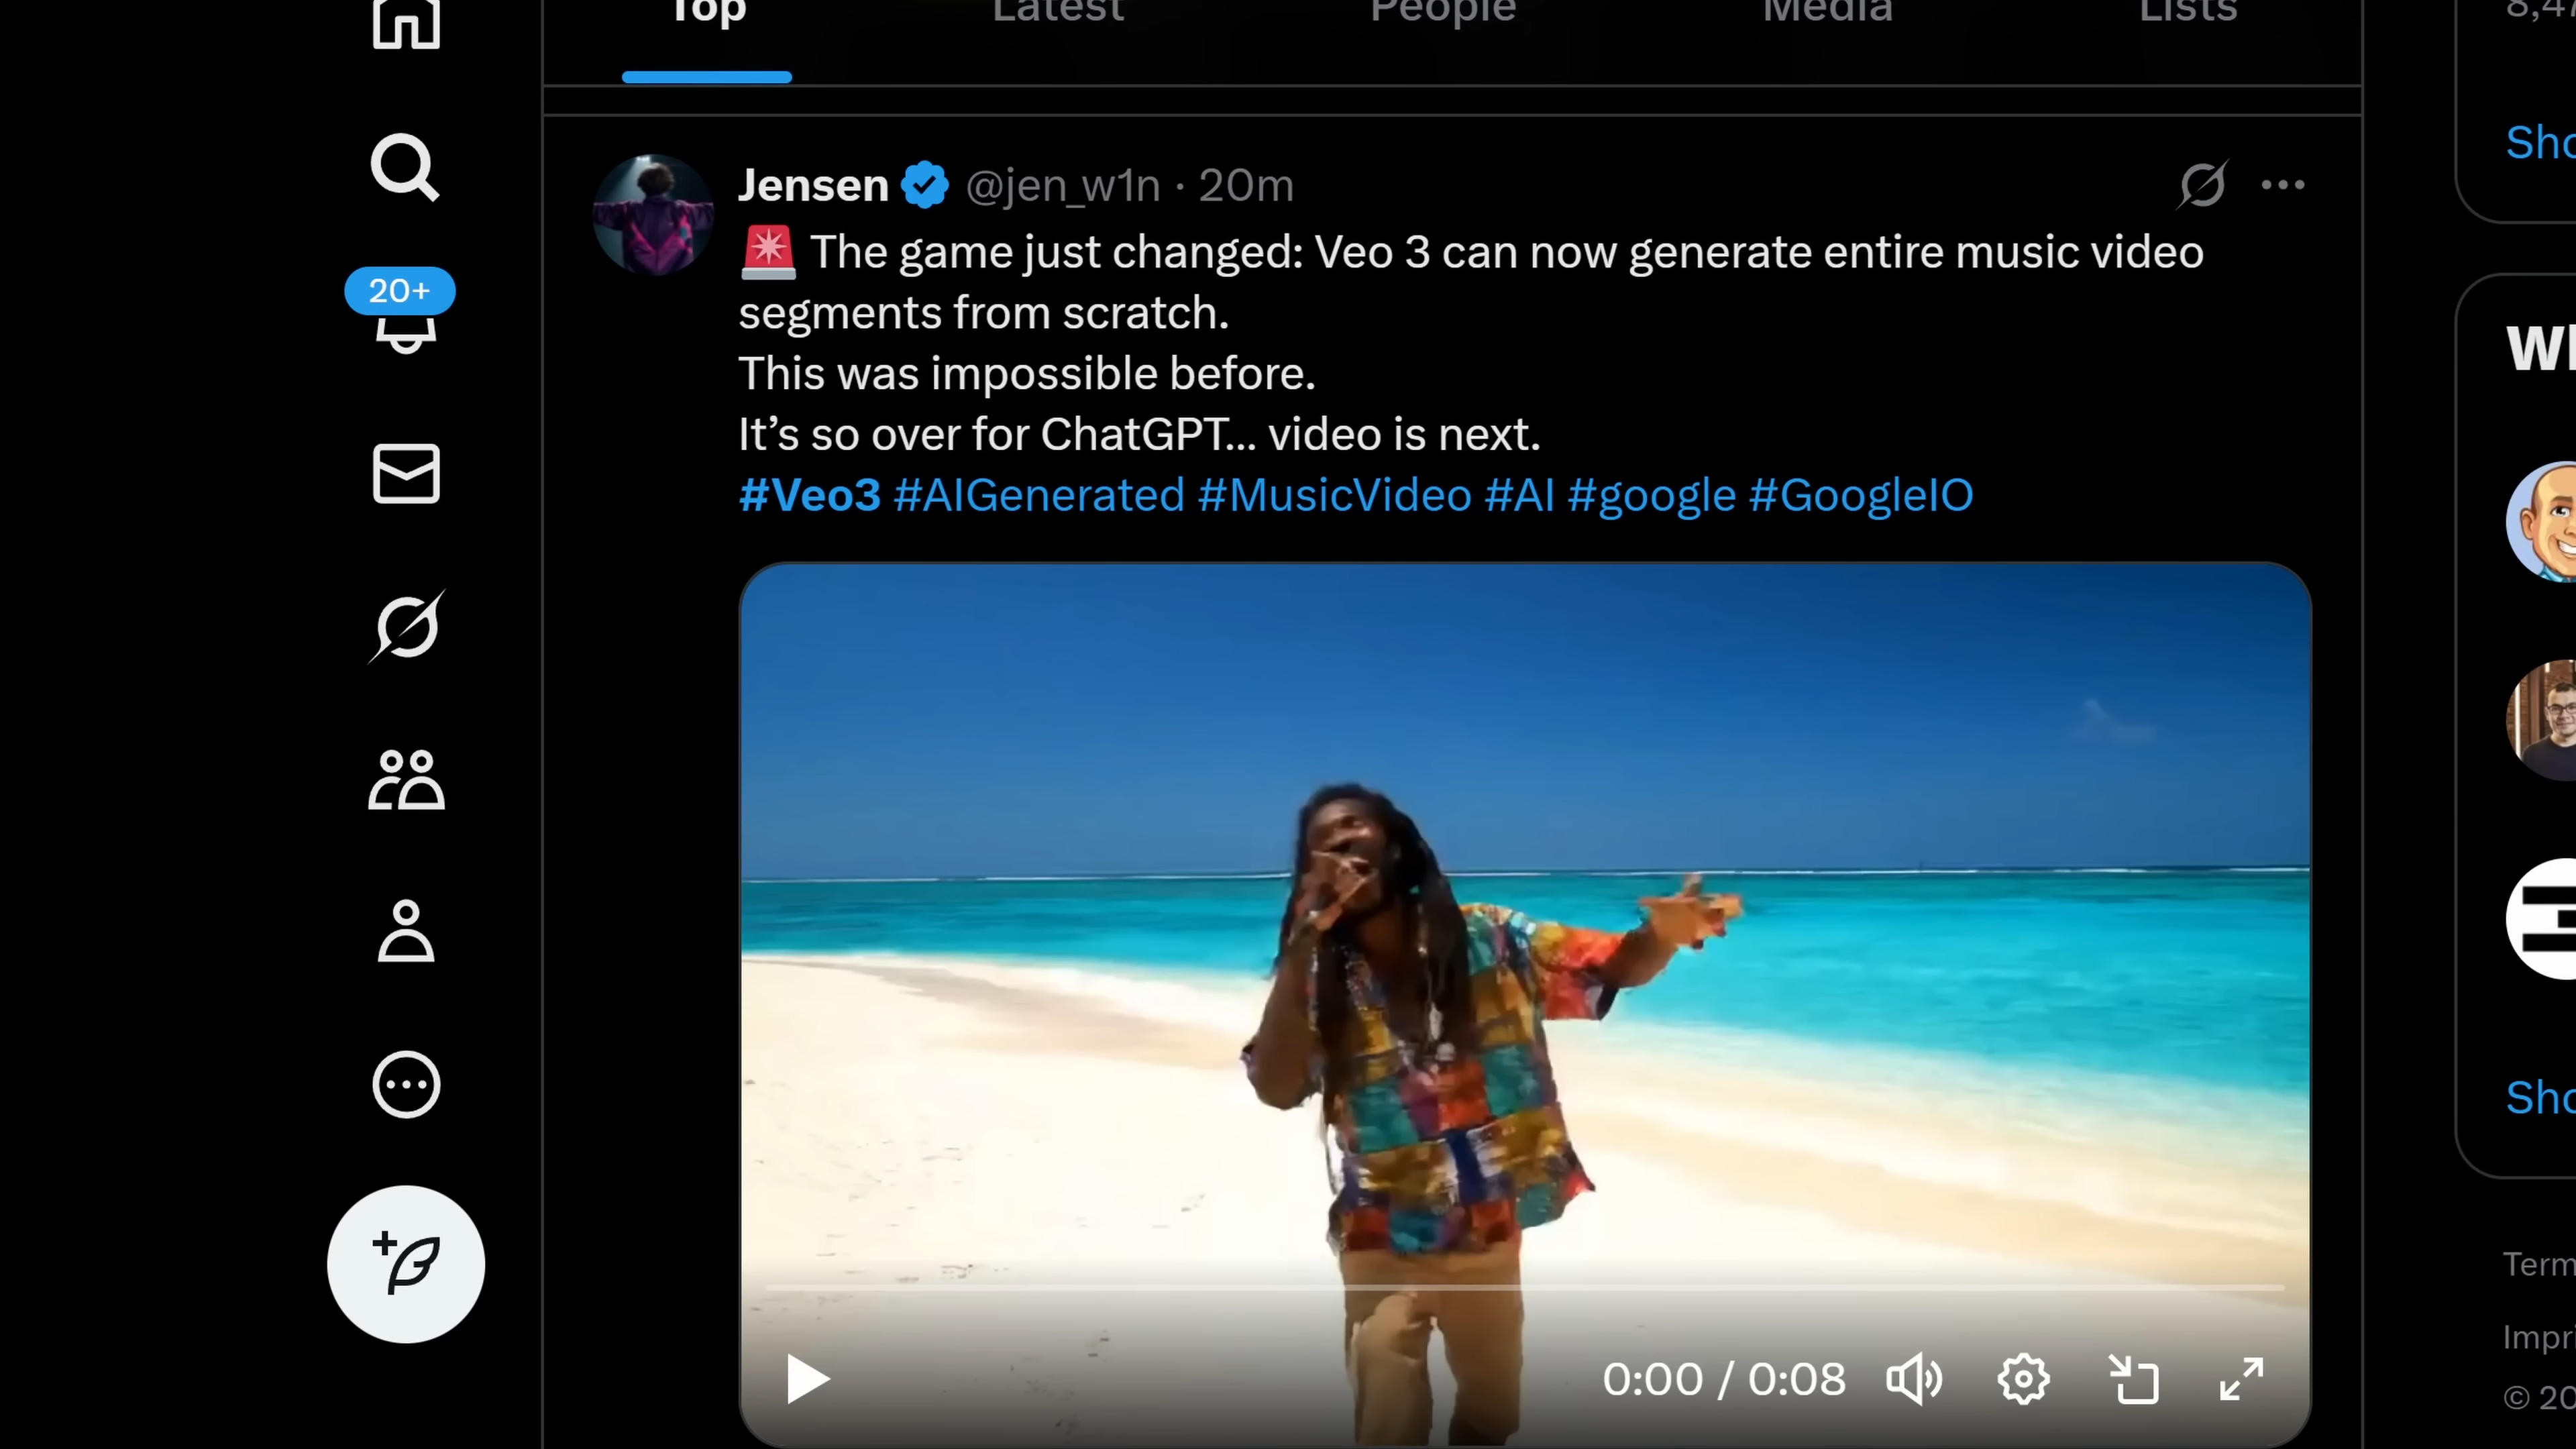 Top Latest People Media Lists
20+
Jensen @jen_w1n · 20m
🚨 The game just changed: Veo 3 can now generate entire music video
segments from scratch.
This was impossible before.
It’s so over for ChatGPT... video is next.
#Veo3 #AIGenerated #MusicVideo #AI #google #GoogleIO
0:00 / 0:08